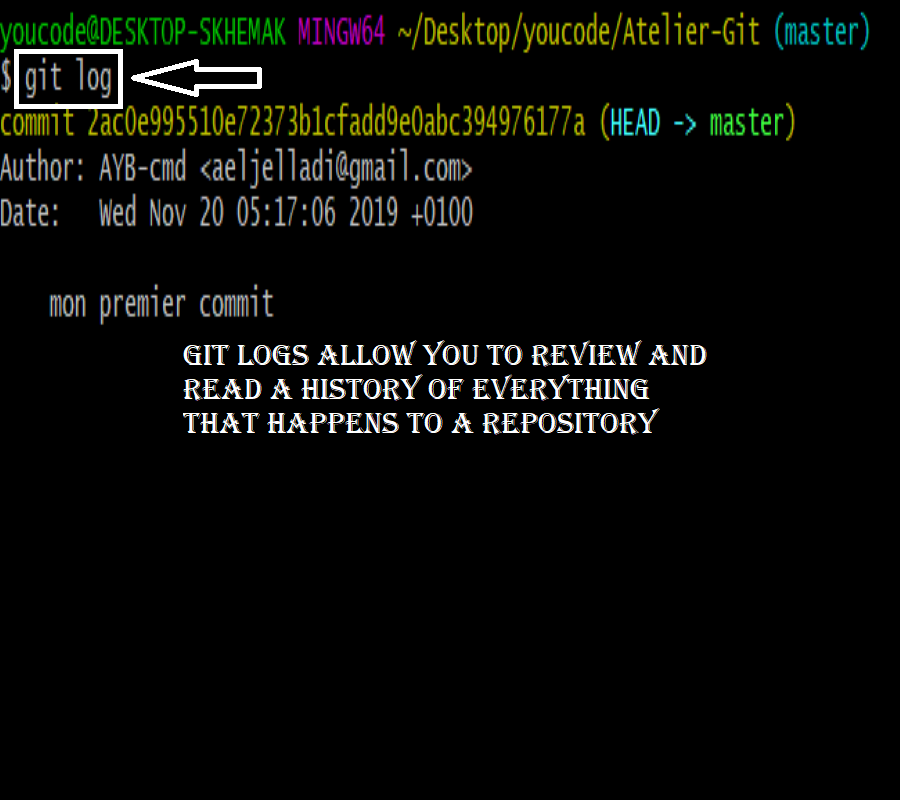 youcode@DESKTOP-SKHEMAK MINGW64 ~/Desktop/youcode/Atelier-Git (master)
$ git log
commit 2ac0e995510e72373b1cfadd9e0abc394976177a (HEAD -> master)
Author: AYB-cmd <aeljelladi@gmail.com>
Date:   Wed Nov 20 05:17:06 2019 +0100
mon premier commit
GIT LOGS ALLOW YOU TO REVIEW AND
READ A HISTORY OF EVERYTHING
THAT HAPPENS TO A REPOSITORY